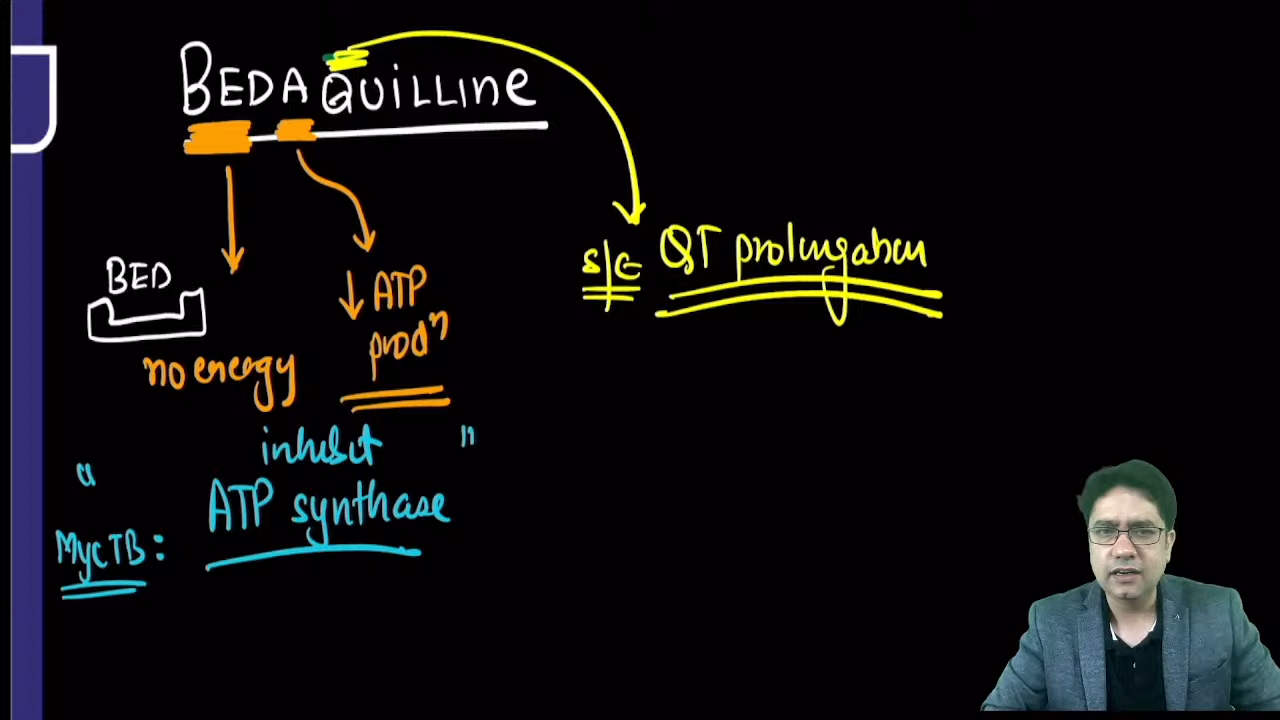 BEDAQUILLINE
BED
no energy
↓ ATP
prodⁿ
S/E QT prolongation
" inhibit "
ATP synthase
MycTB: